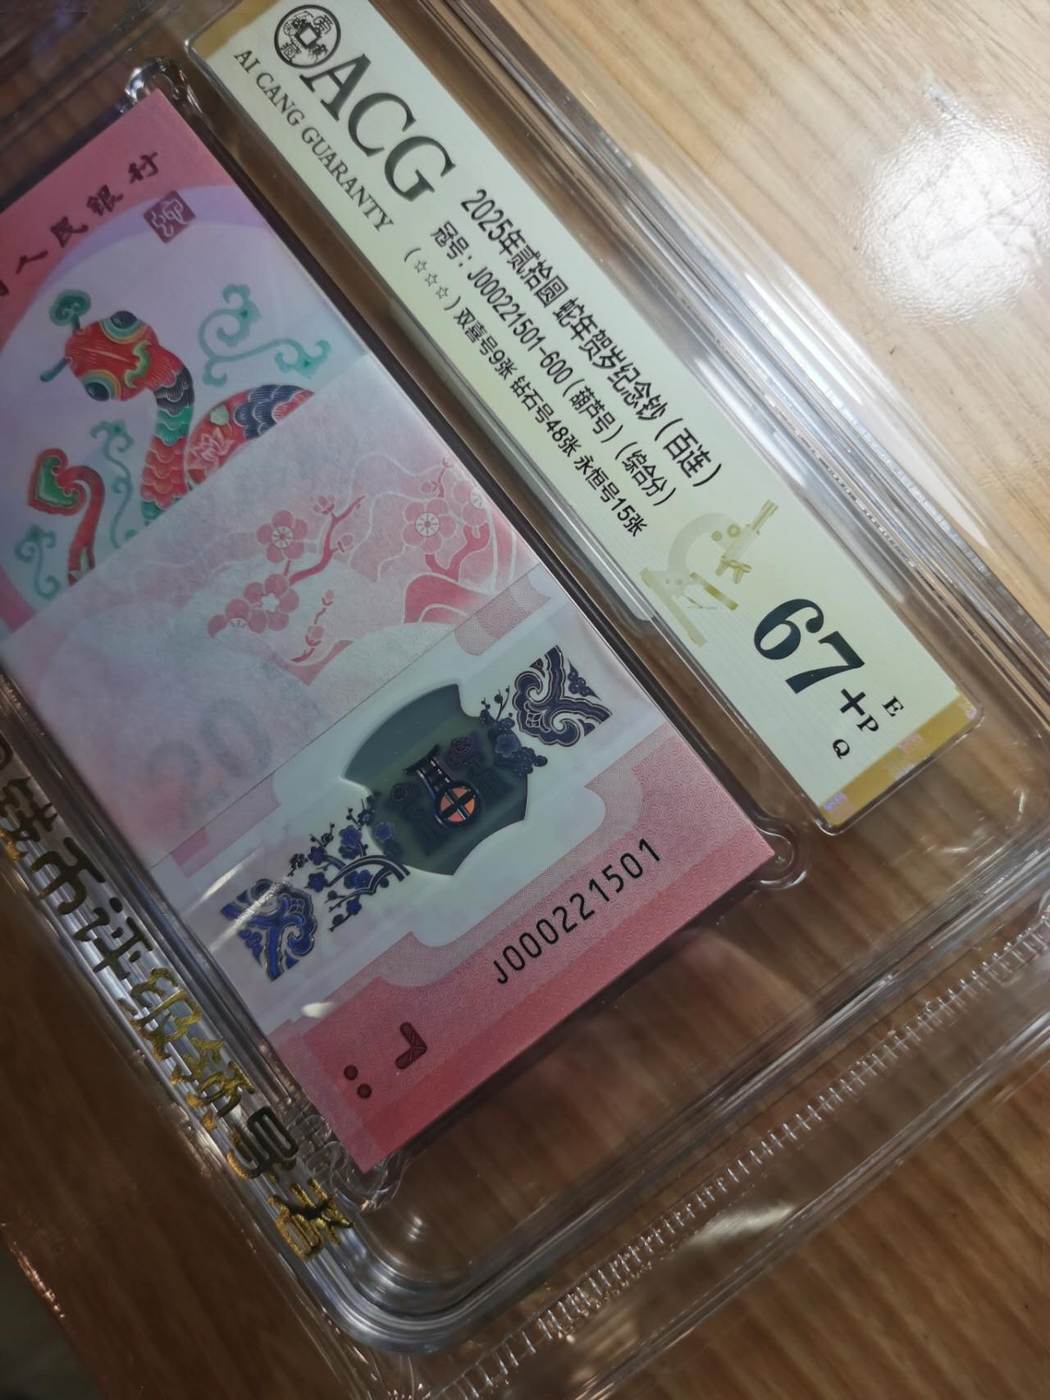 ACG
AI CANG GUARANTY
2025年贰拾圆 蛇年贺岁纪念钞（百连）
冠号：J00221501-600（葫芦号）（综合分）
（☆☆☆）双喜号9张 钻石号48张 永恒号15张
67+
E
P
Q
人民银行
20
J000221501